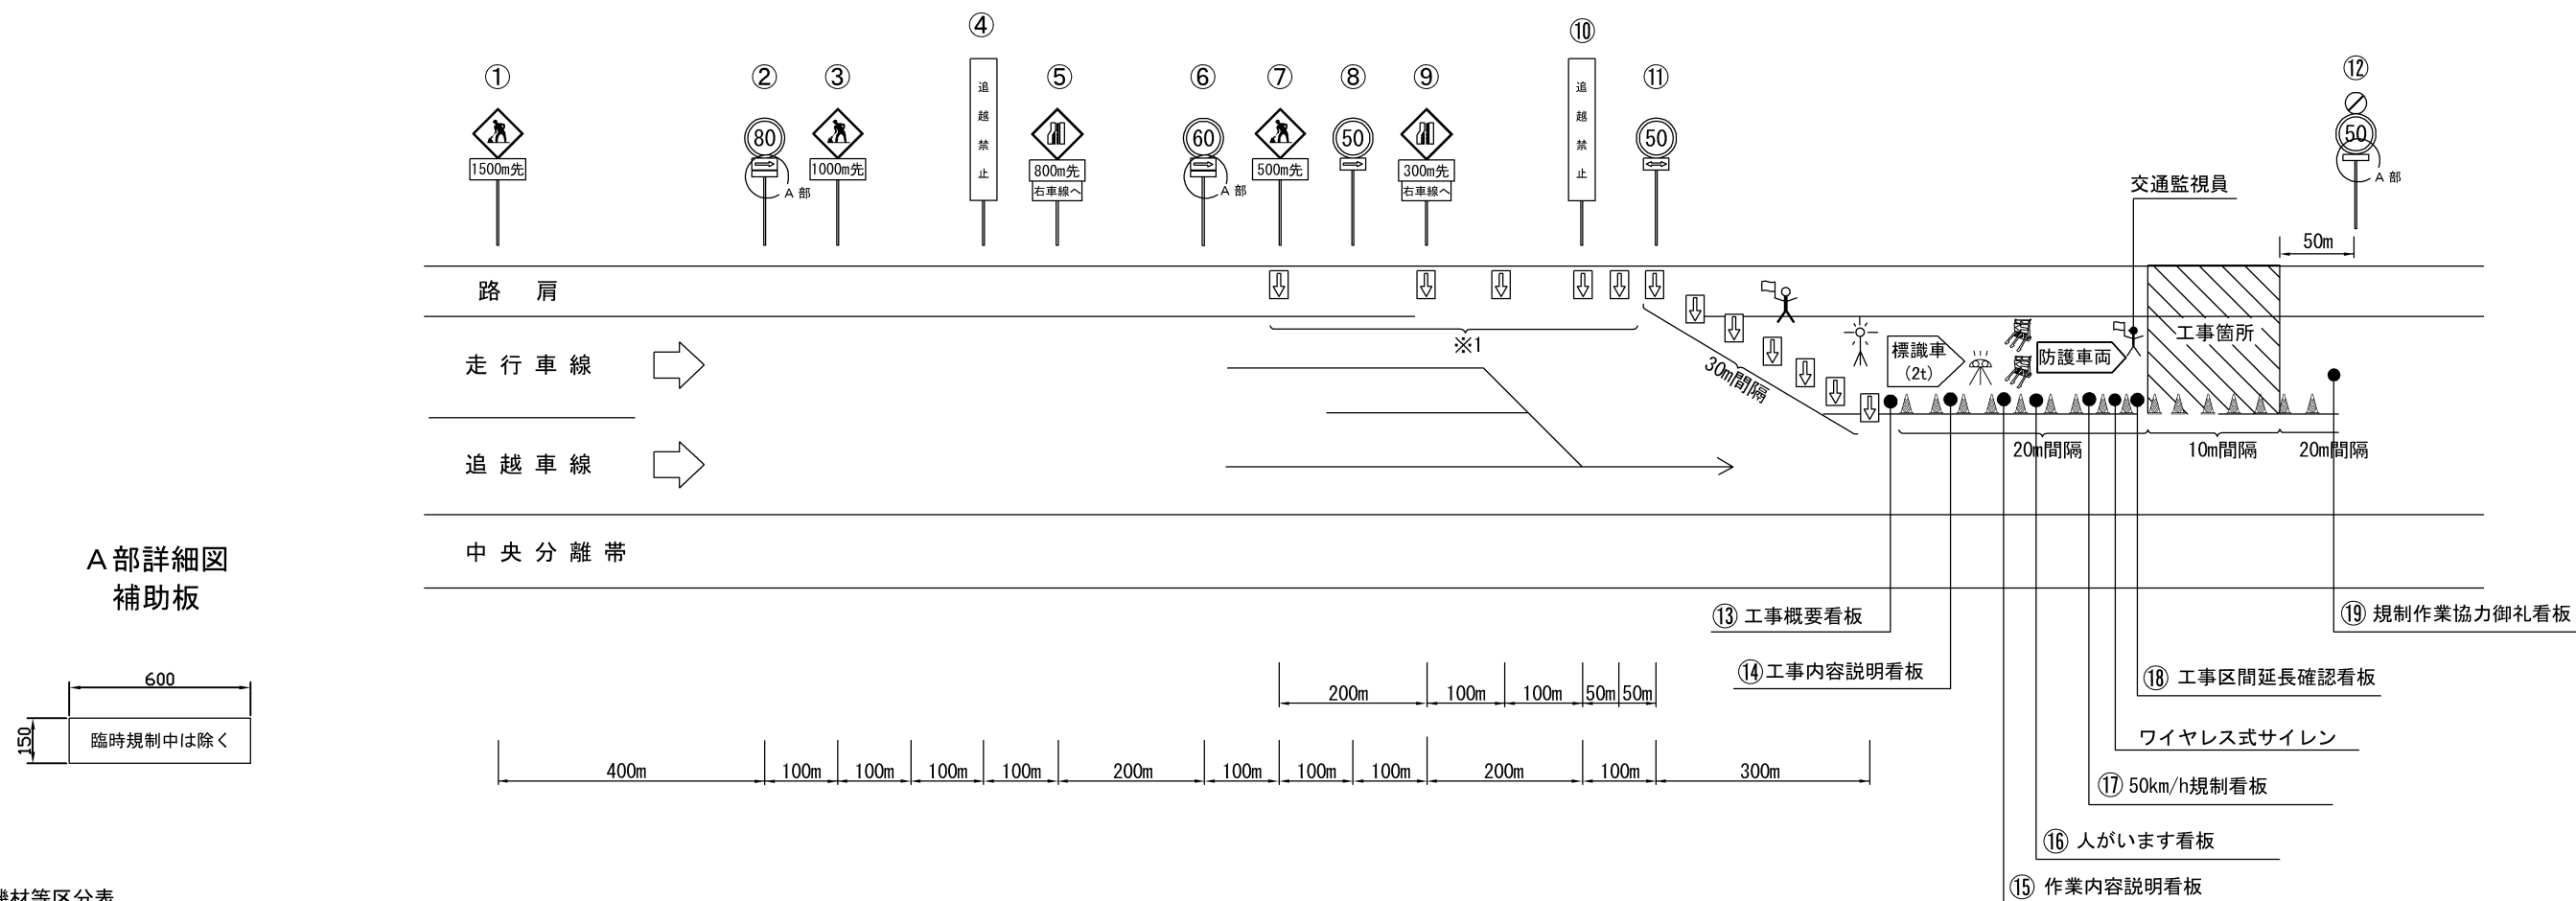 ④
⑩
①
②
③
⑤
⑥
⑦
⑧
⑨
⑪
⑫
追越禁止
追越禁止
1500m先
80
A部
1000m先
800m先
右車線へ
60
A部
500m先
50
300m先
右車線へ
50
50
A部
交通監視員
50m
路肩
走行車線
追越車線
中央分離帯
※1
30m間隔
標識車
(2t)
防護車両
工事箇所
20m間隔
10m間隔
20m間隔
A部詳細図
補助板
600
150
臨時規制中は除く
⑬ 工事概要看板
⑭ 工事内容説明看板
⑲ 規制作業協力御礼看板
⑱ 工事区間延長確認看板
ワイヤレス式サイレン
⑰ 50km/h規制看板
⑯ 人がいます看板
⑮ 作業内容説明看板
200m 100m 100m 50m 50m
400m 100m 100m 100m 100m 200m 100m 100m 100m 200m 100m 300m
材等区分表